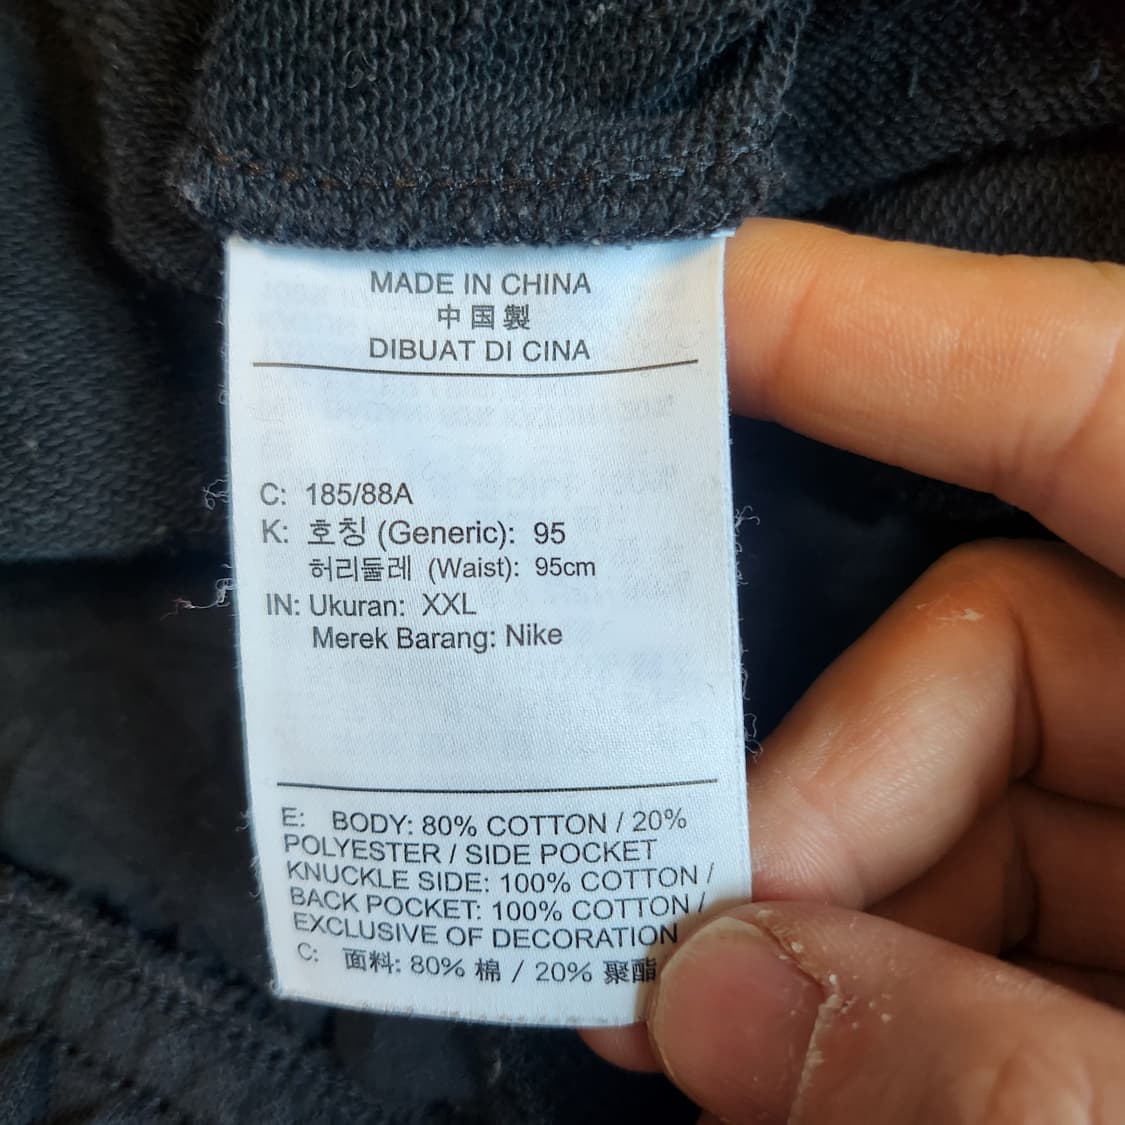 MADE IN CHINA
中国製
DIBUAT DI CINA
C: 185/88A
K: 호칭 (Generic): 95
허리둘레 (Waist): 95cm
IN: Ukuran: XXL
Merek Barang: Nike
E: BODY: 80% COTTON / 20%
POLYESTER / SIDE POCKET
KNUCKLE SIDE: 100% COTTON /
BACK POCKET: 100% COTTON /
EXCLUSIVE OF DECORATION
C: 面料: 80% 棉 / 20% 聚酯